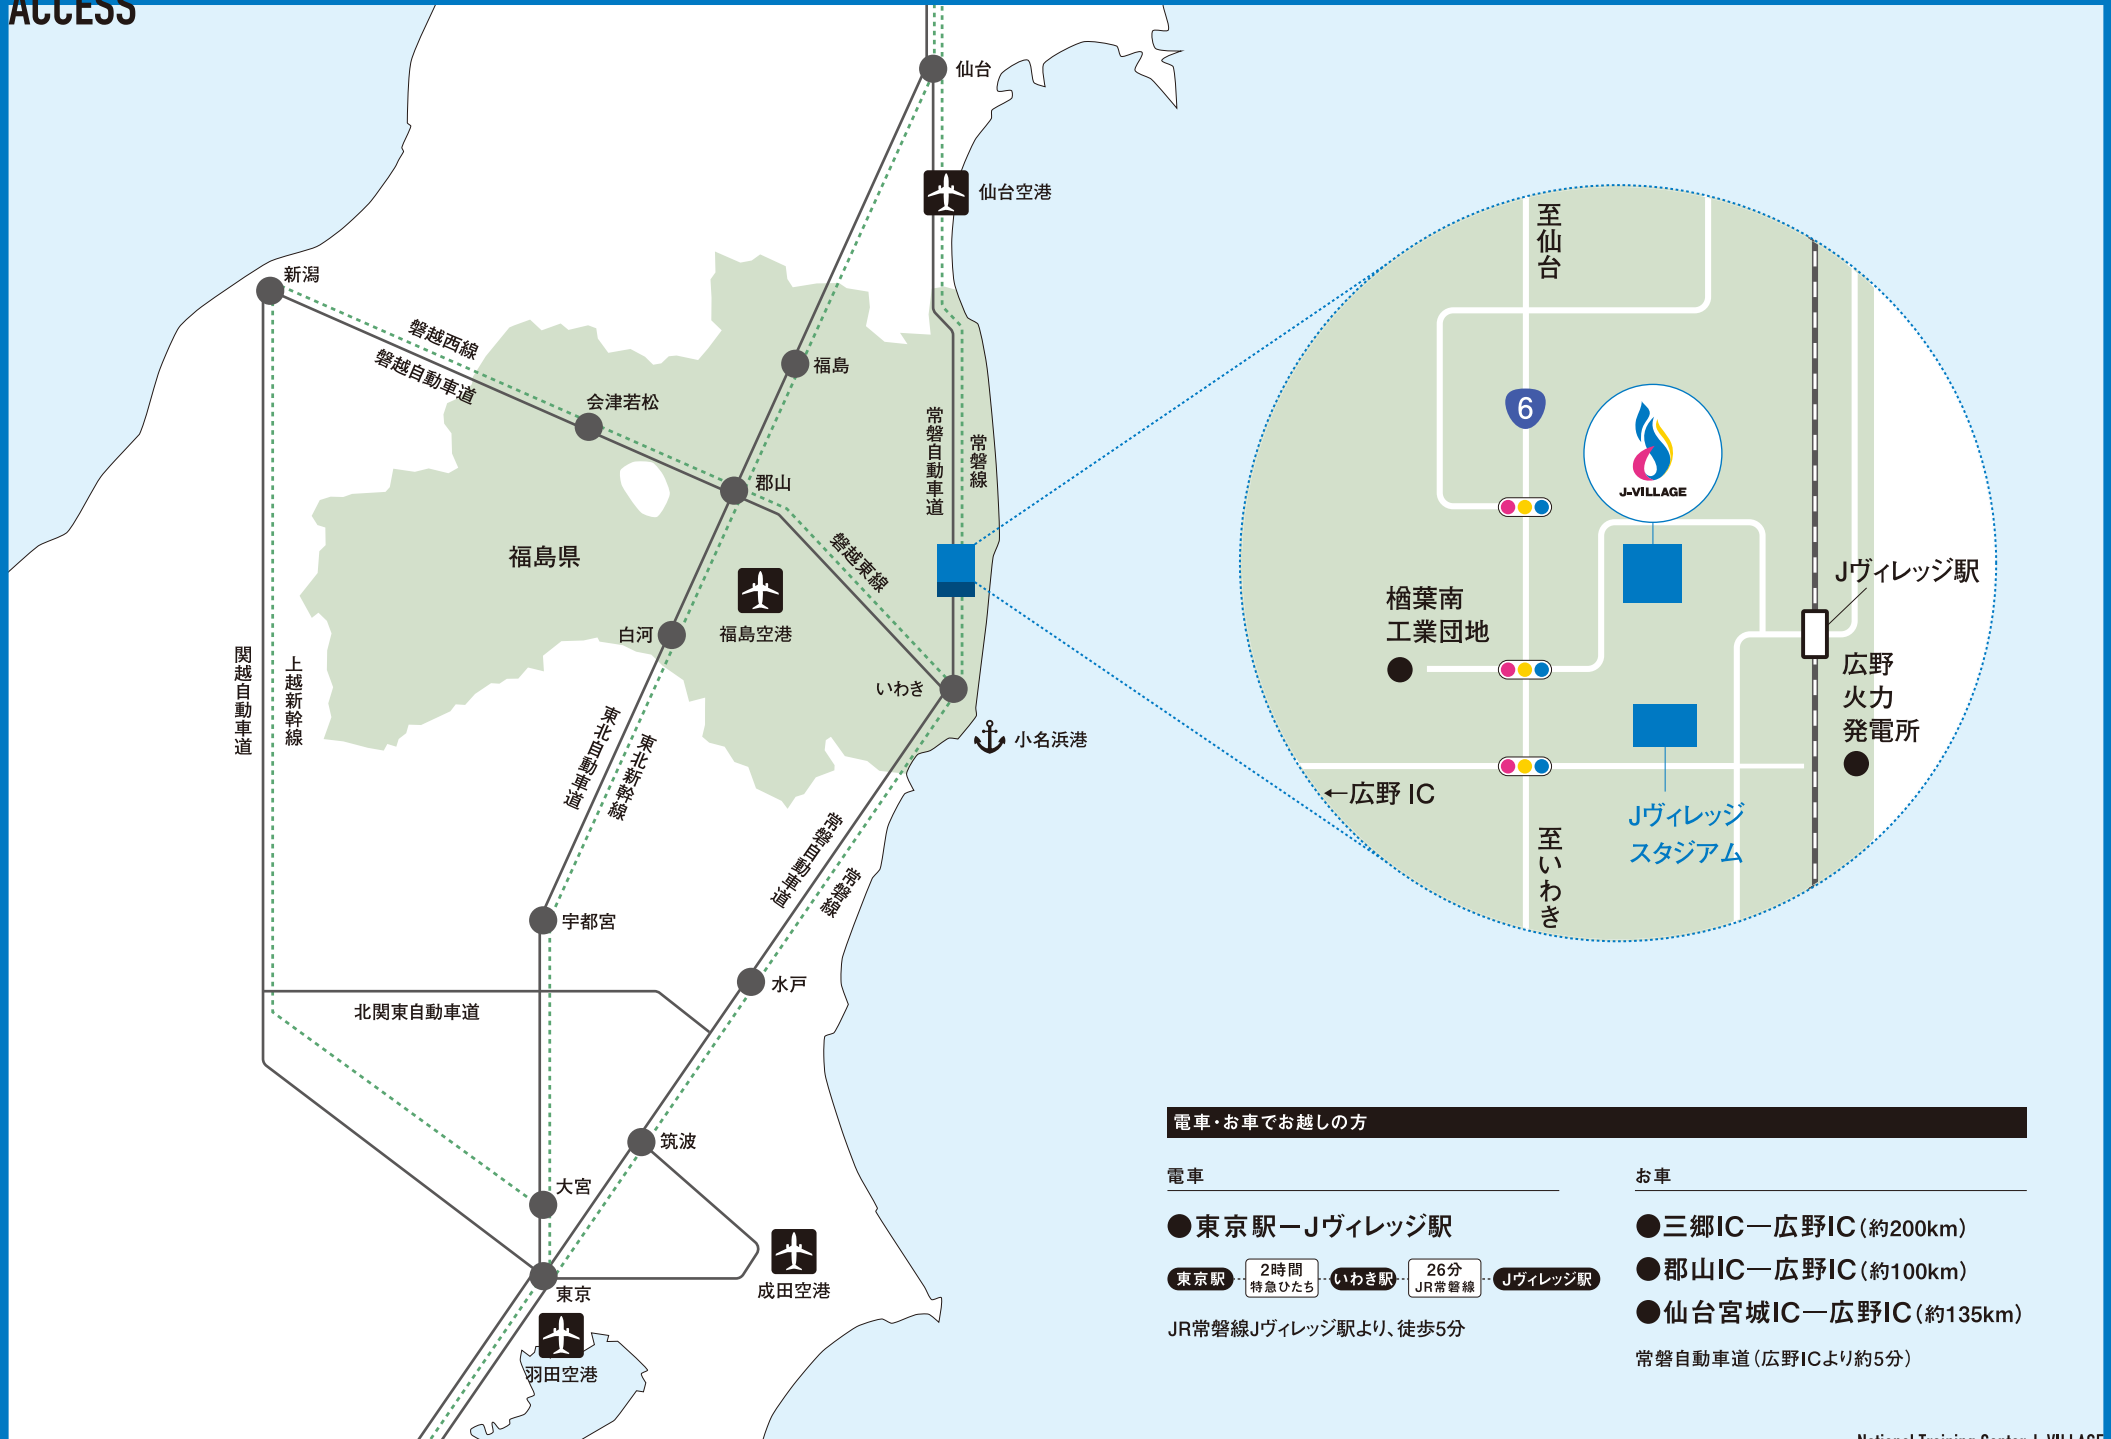 ACCESS
仙台
仙台空港
新潟
磐越西線
磐越自動車道
会津若松
福島
郡山
常磐自動車道
常磐線
福島県
福島空港
磐越東線
白河
いわき
小名浜港
関越自動車道
上越新幹線
東北自動車道
東北新幹線
常磐自動車道
常磐線
宇都宮
水戸
北関東自動車道
筑波
大宮
東京
成田空港
羽田空港
至仙台
6
J-VILLAGE
Jヴィレッジ駅
楢葉南
工業団地
広野
火力
発電所
←広野 IC
Jヴィレッジ
スタジアム
至いわき
電車・お車でお越しの方
電車
●東京駅ーJヴィレッジ駅
東京駅 2時間 特急ひたち いわき駅 26分 JR常磐線 Jヴィレッジ駅
JR常磐線Jヴィレッジ駅より、徒歩5分
お車
●三郷IC―広野IC(約200km)
●郡山IC―広野IC(約100km)
●仙台宮城IC―広野IC(約135km)
常磐自動車道(広野ICより約5分)
National Training Center J-VILLAGE